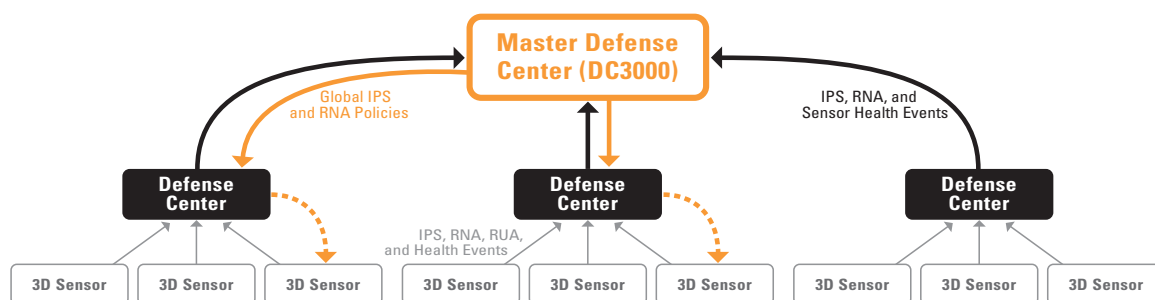 Master Defense
Center (DC3000)
Global IPS
and RNA Policies
IPS, RNA, and
Sensor Health Events
Defense
Center
Defense
Center
Defense
Center
IPS, RNA, RUA,
and Health Events
3D Sensor
3D Sensor
3D Sensor
3D Sensor
3D Sensor
3D Sensor
3D Sensor
3D Sensor
3D Sensor